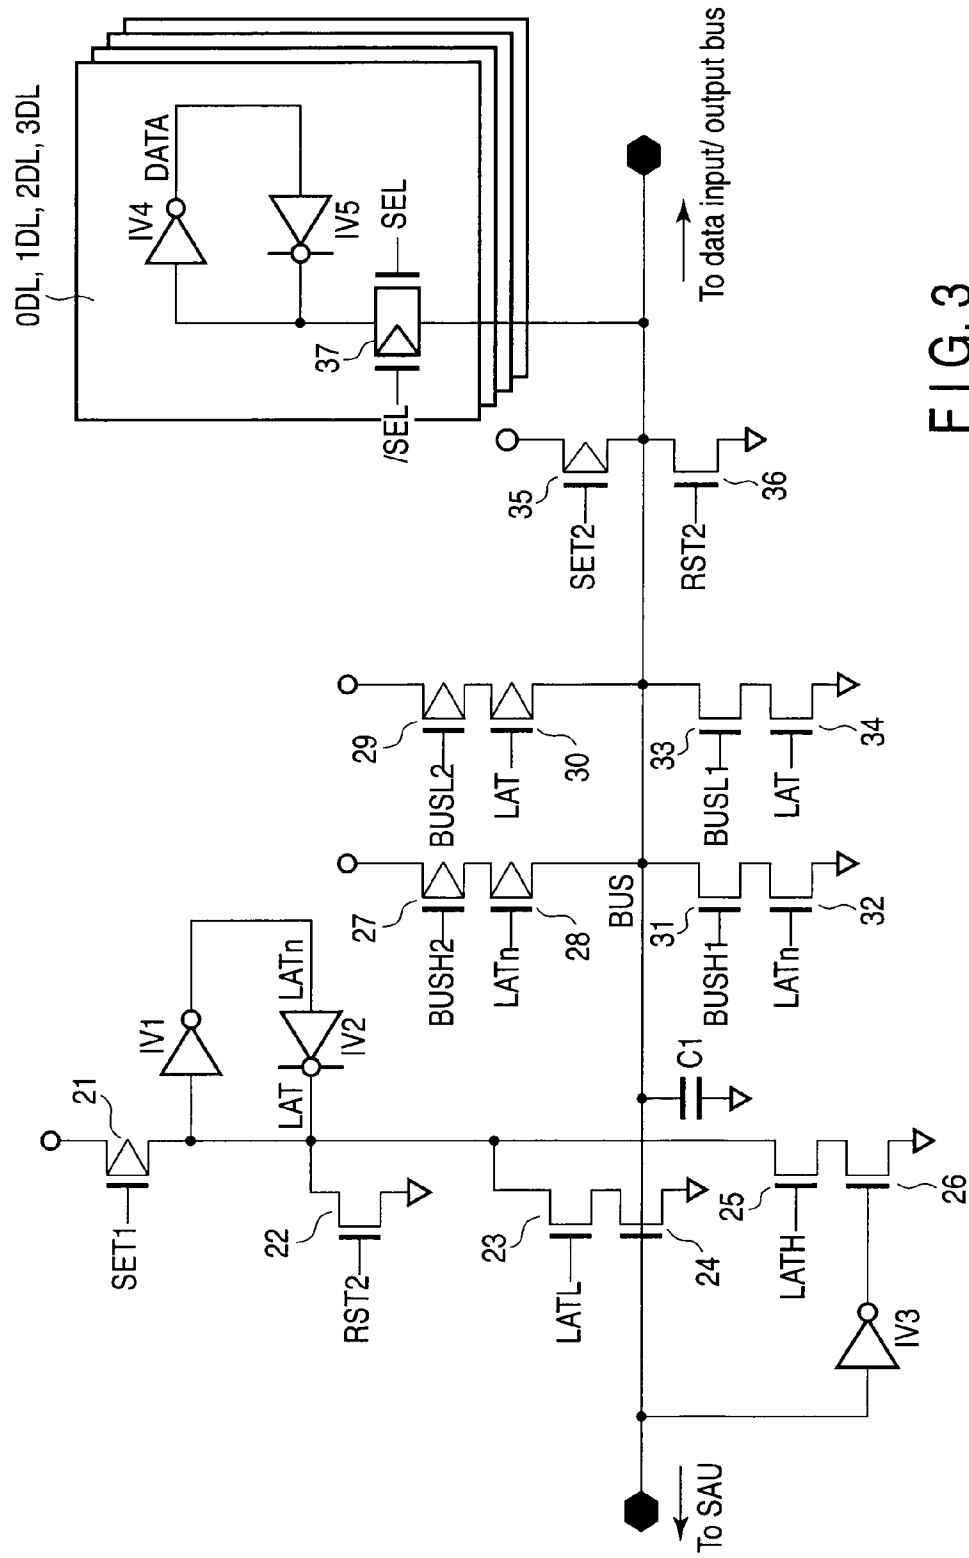 0DL, 1DL, 2DL, 3DL
IV4
DATA
IV5
37
/SEL
SEL
SET1
21
IV1
LAT
LATn
IV2
22
RST2
23
LATL
24
25
LATH
26
IV3
To SAU
C1
BUS
27
BUSH2
28
LATn
29
BUSL2
30
LAT
31
BUSH1
32
LATn
33
BUSL1
34
LAT
35
SET2
36
RST2
To data input/ output bus
FIG. 3